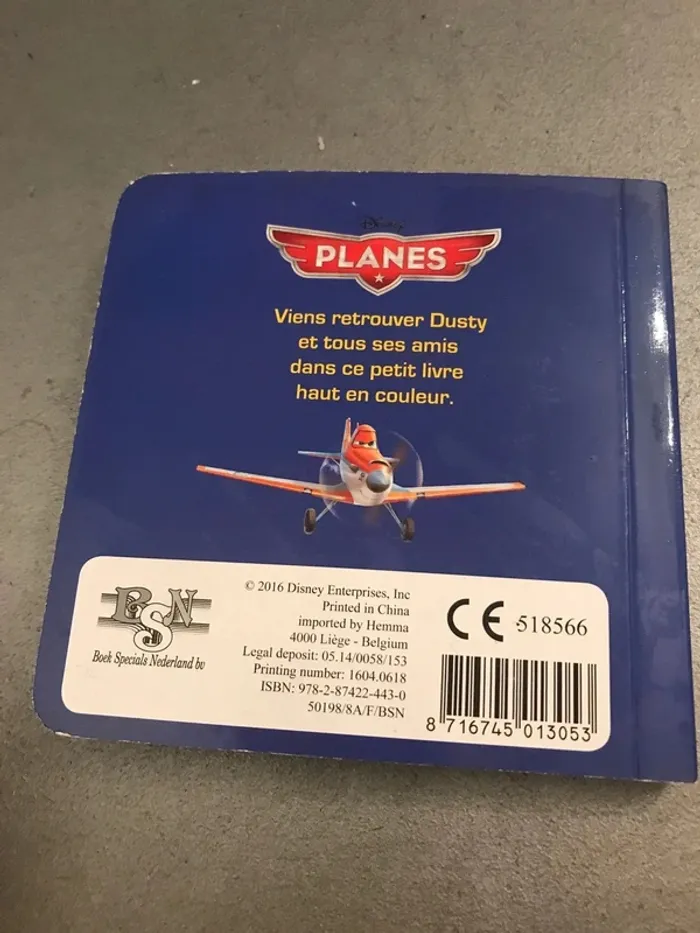 Disney
PLANES
Viens retrouver Dusty
et tous ses amis
dans ce petit livre
haut en couleur.
BSN
Boek Specials Nederland bv
© 2016 Disney Enterprises, Inc
Printed in China
imported by Hemma
4000 Liège - Belgium
Legal deposit: 05.14/0058/153
Printing number: 1604.0618
ISBN: 978-2-87422-443-0
50198/8A/F/BSN
CE 518566
8 716745 013053